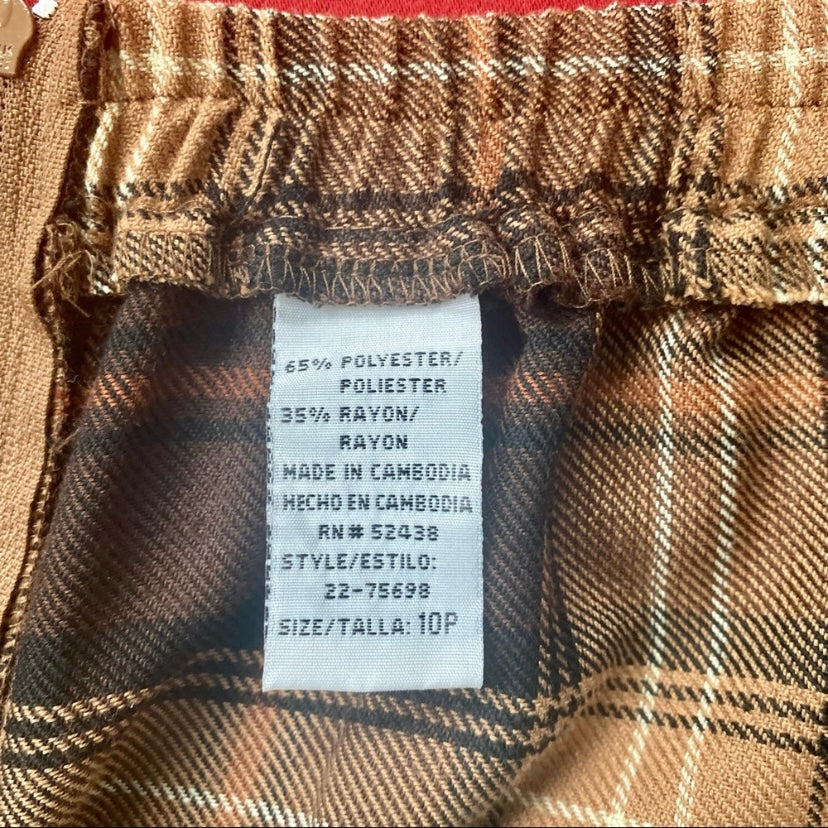 65% POLYESTER/
POLIESTER
35% RAYON/
RAYON
MADE IN CAMBODIA
HECHO EN CAMBODIA
RN# 52438
STYLE/ESTILO:
22-75698
SIZE/TALLA: 10P